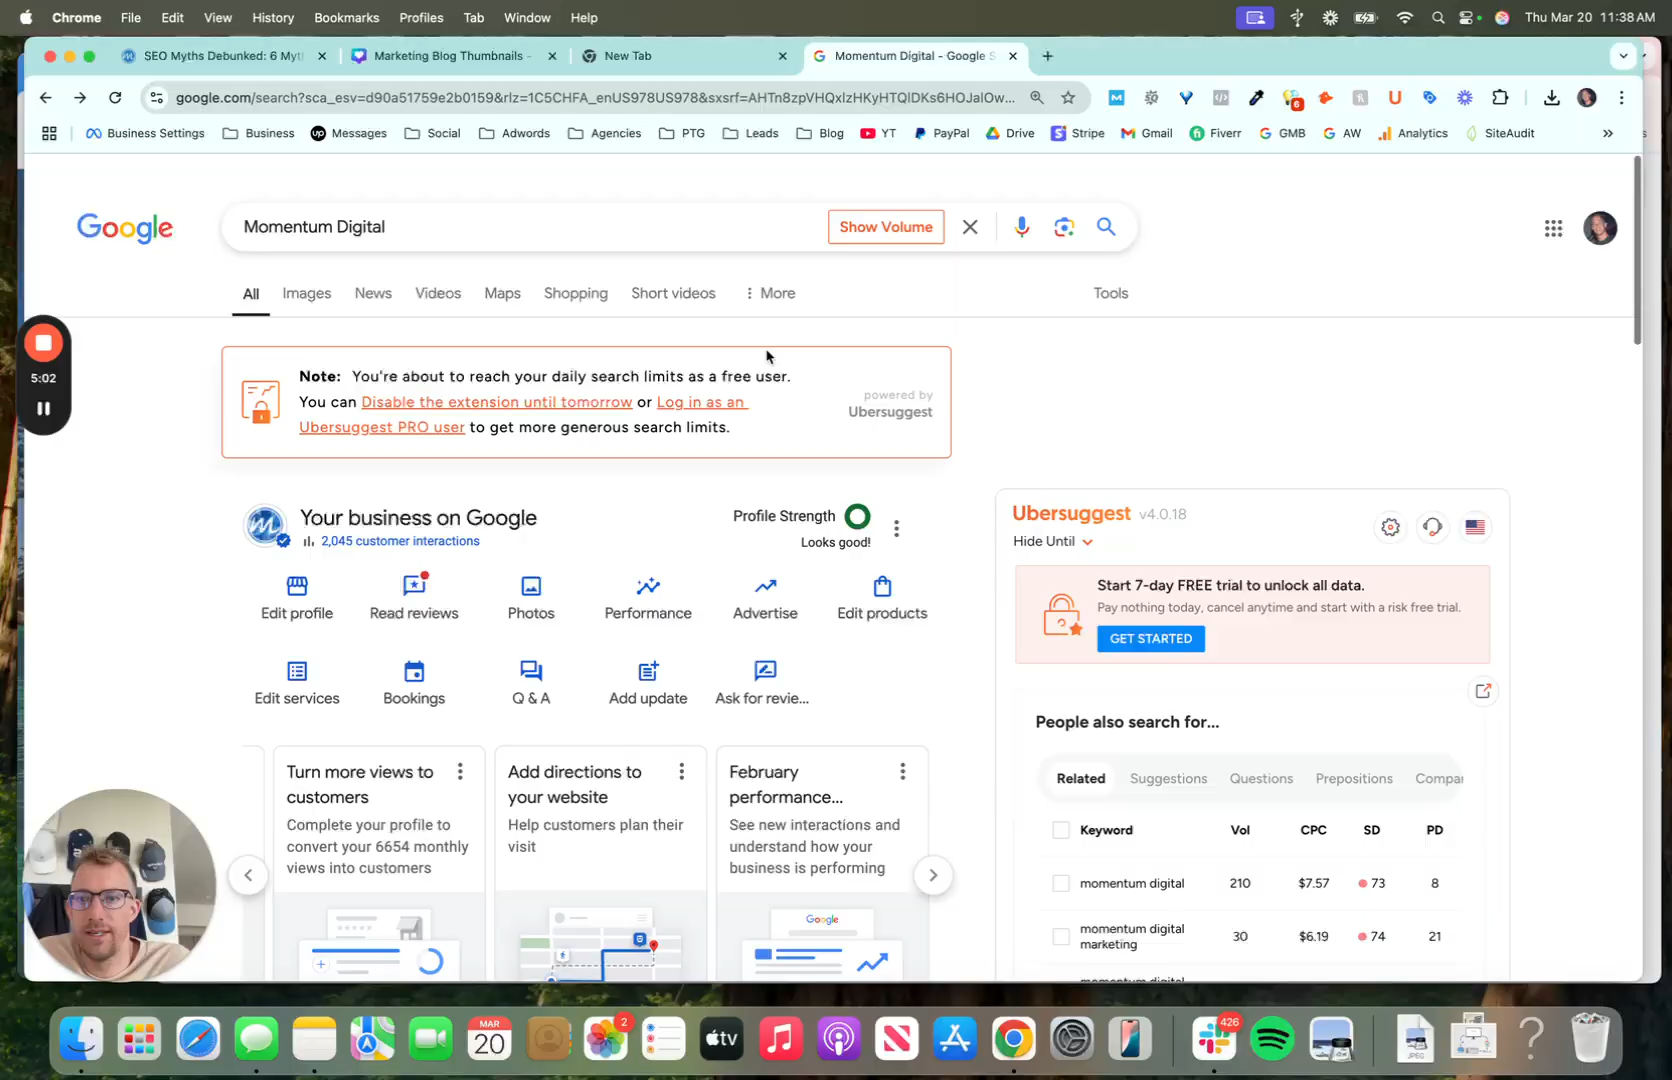 Chrome File Edit View History Bookmarks Profiles Tab Window Help Thu Mar 20 11:38 AM
SEO Myths Debunked: 6 Myt Marketing Blog Thumbnails - New Tab Momentum Digital - Google S
google.com/search?sca_esv=d90a51759e2b0159&rlz=1C5CHFA_enUS978US978&sxsrf=AHTn8zpVHQxIzHKyHTQlDKs6HOJalOw... 6
Business Settings Business Messages Social Adwords Agencies PTG Leads Blog YT PayPal Drive Stripe Gmail Fiverr GMB AW Analytics SiteAudit »
Google Momentum Digital Show Volume
All Images News Videos Maps Shopping Short videos More Tools
5:02
Note: You're about to reach your daily search limits as a free user.
You can Disable the extension until tomorrow or Log in as an
Ubersuggest PRO user to get more generous search limits.
powered by
Ubersuggest
Your business on Google
2,045 customer interactions
Profile Strength
Looks good!
Edit profile Read reviews Photos Performance Advertise Edit products
Edit services Bookings Q & A Add update Ask for revie...
Turn more views to
customers
Complete your profile to
convert your 6654 monthly
views into customers
Add directions to
your website
Help customers plan their
visit
February
performance...
See new interactions and
understand how your
business is performing
Google
Ubersuggest v4.0.18
Hide Until
Start 7-day FREE trial to unlock all data.
Pay nothing today, cancel anytime and start with a risk free trial.
GET STARTED
People also search for...
Related Suggestions Questions Prepositions Compar
Keyword Vol CPC SD PD
momentum digital 210 $7.57 73 8
momentum digital
marketing 30 $6.19 74 21
MAR
20
2
tv
426
JPEG